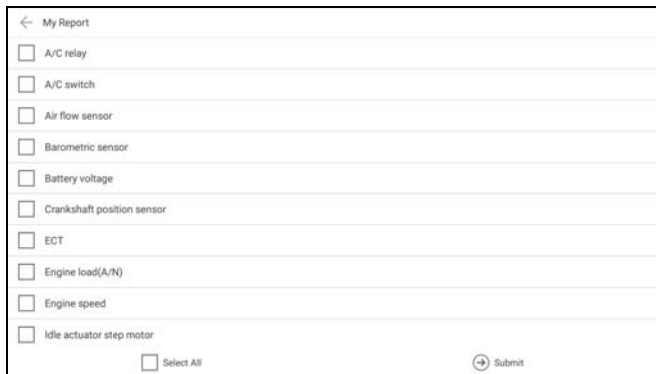 My Report
A/C relay
A/C switch
Air flow sensor
Barometric sensor
Battery voltage
Crankshaft position sensor
ECT
Engine load(A/N)
Engine speed
Idle actuator step motor
Select All
Submit